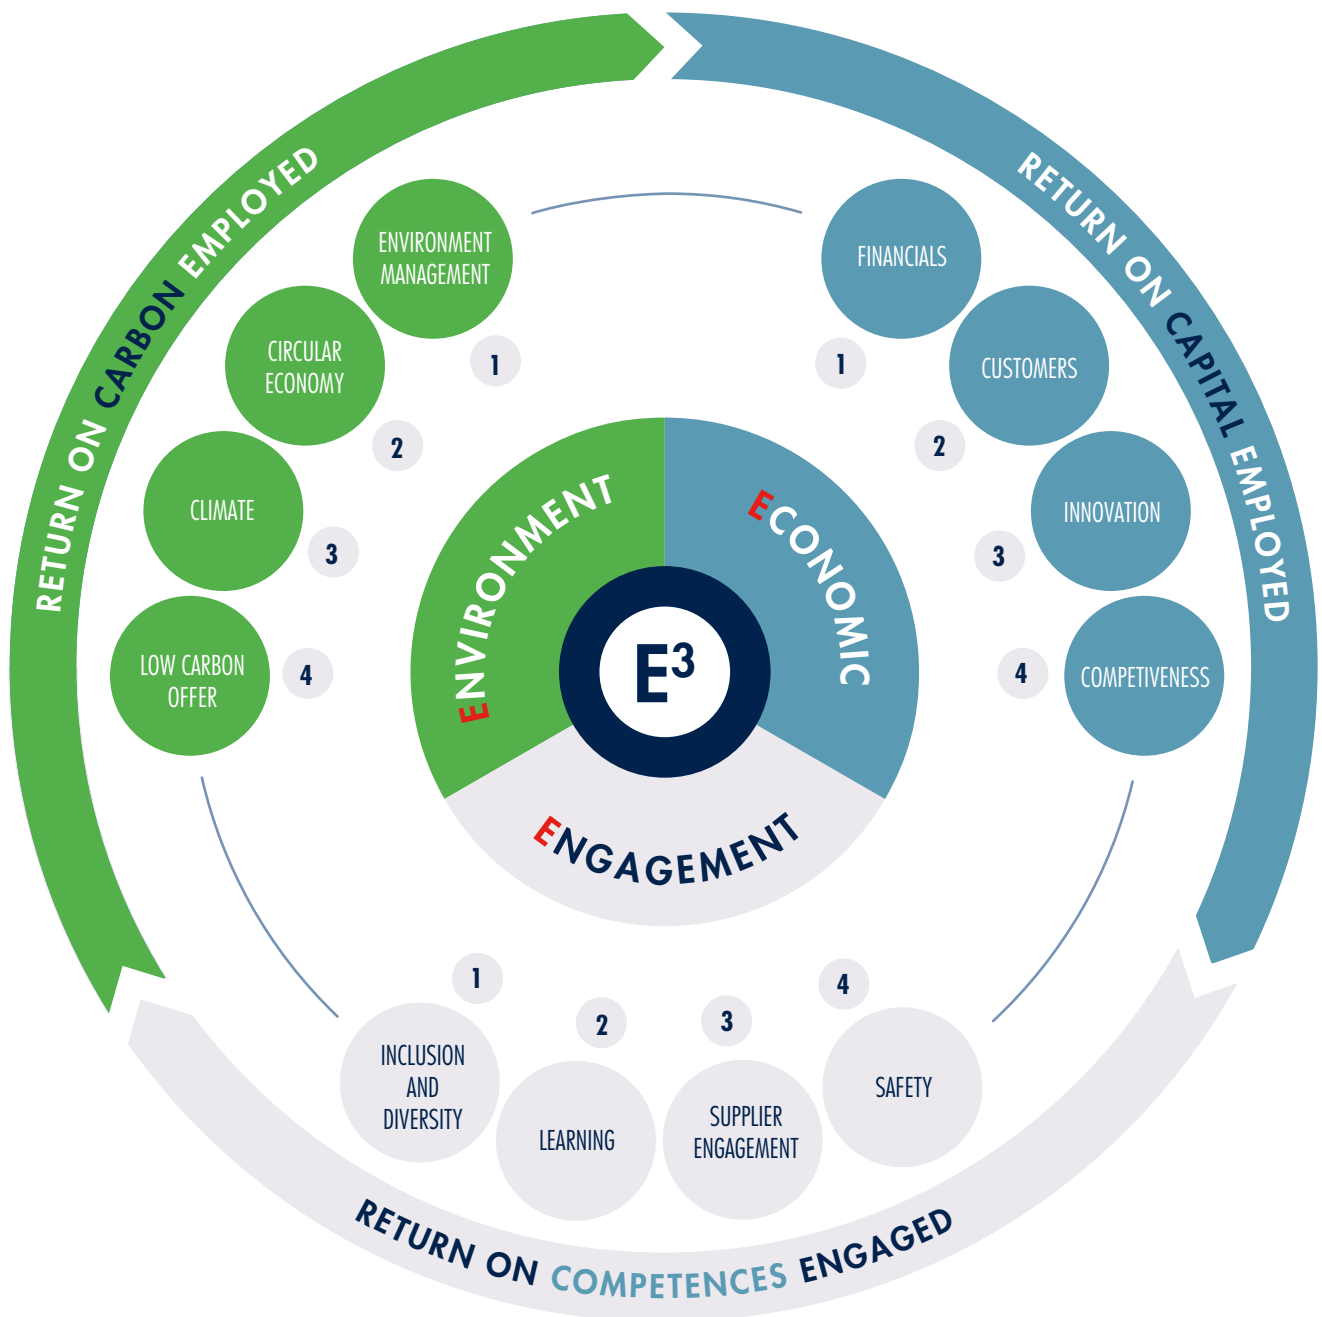 RETURN ON CARBON EMPLOYED
RETURN ON CAPITAL EMPLOYED
ENVIRONMENT
MANAGEMENT
1
CIRCULAR
ECONOMY
2
CLIMATE
3
LOW CARBON
OFFER
4
FINANCIALS
1
CUSTOMERS
2
INNOVATION
3
COMPETIVENESS
4
ENVIRONMENT
ECONOMIC
E³
ENGAGEMENT
1
INCLUSION
AND
DIVERSITY
2
LEARNING
3
SUPPLIER
ENGAGEMENT
4
SAFETY
RETURN ON COMPETENCES ENGAGED